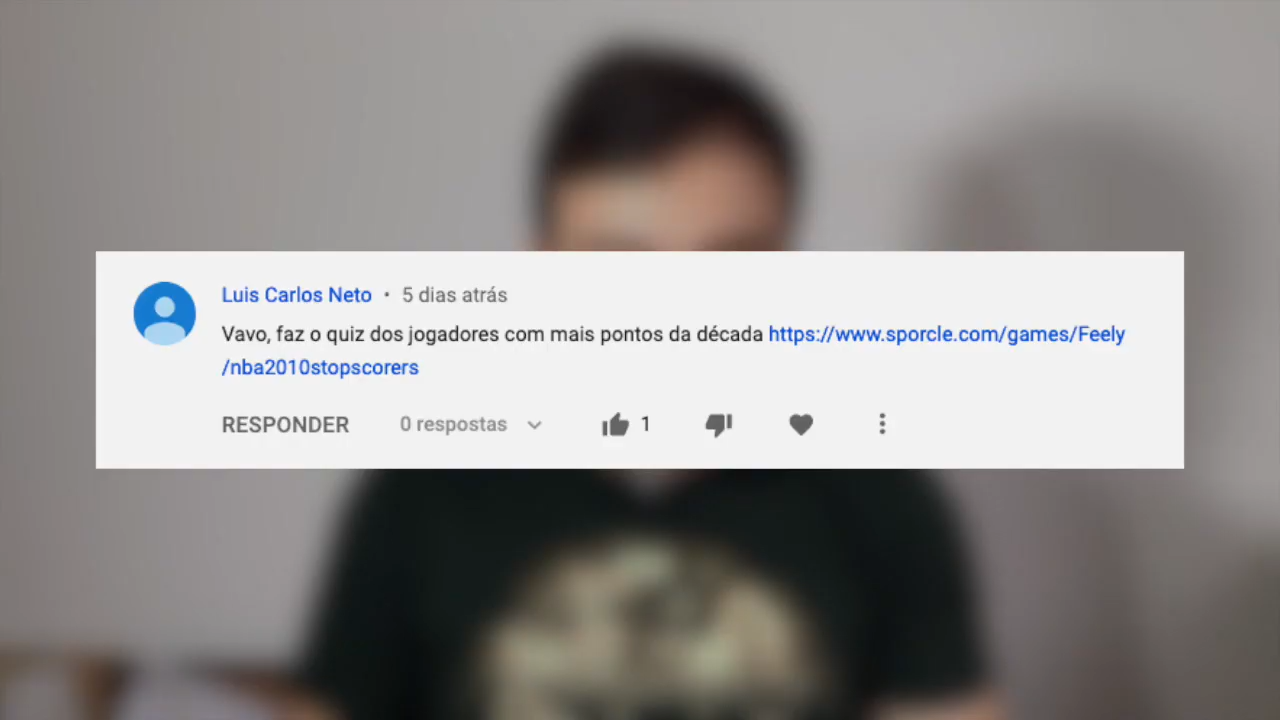 Luis Carlos Neto • 5 dias atrás
Vavo, faz o quiz dos jogadores com mais pontos da década https://www.sporcle.com/games/Feely
/nba2010stopscorers
RESPONDER 0 respostas 1